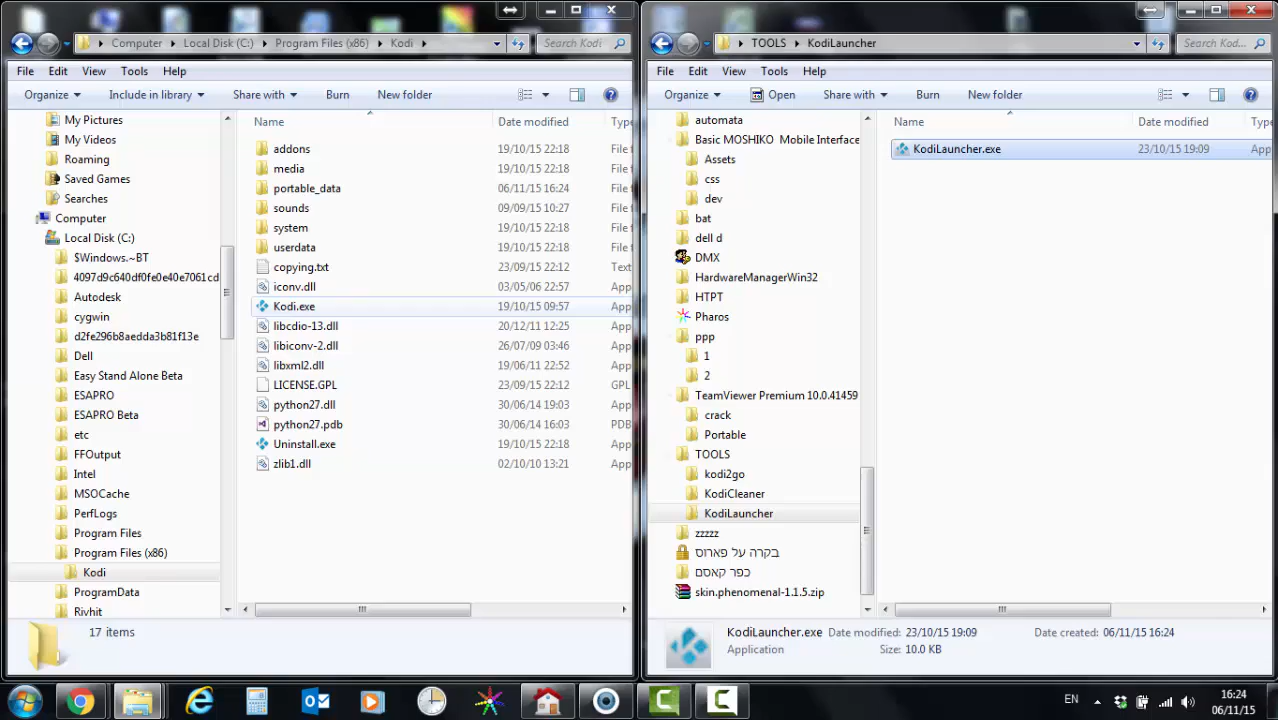 Computer ▸ Local Disk (C:) ▸ Program Files (x86) ▸ Kodi ▸
Search Kodi
File Edit View Tools Help
Organize Include in library Share with Burn New folder
My Pictures
My Videos
Roaming
Saved Games
Searches
Computer
Local Disk (C:)
$Windows.~BT
4097d9c640df0fe0e40e7061cd
Autodesk
cygwin
d2fe296b8aedda3b81f13e
Dell
Easy Stand Alone Beta
ESAPRO
ESAPRO Beta
etc
FFOutput
Intel
MSOCache
PerfLogs
Program Files
Program Files (x86)
Kodi
ProgramData
Rivhit
Name Date modified Type
addons 19/10/15 22:18 File f
media 19/10/15 22:18 File f
portable_data 06/11/15 16:24 File f
sounds 09/09/15 10:27 File f
system 19/10/15 22:18 File f
userdata 19/10/15 22:18 File f
copying.txt 23/09/15 22:12 Text
iconv.dll 03/05/06 22:57 App
Kodi.exe 19/10/15 09:57 App
libcdio-13.dll 20/12/11 12:25 App
libiconv-2.dll 26/07/09 03:46 App
libxml2.dll 19/06/11 22:52 App
LICENSE.GPL 23/09/15 22:12 GPL
python27.dll 30/06/14 19:03 App
python27.pdb 30/06/14 16:03 PDB
Uninstall.exe 19/10/15 22:18 App
zlib1.dll 02/10/10 13:21 App
17 items
TOOLS ▸ KodiLauncher
Search Kod...
File Edit View Tools Help
Organize Open Share with Burn New folder
automata
Basic MOSHIKO Mobile Interface
Assets
css
dev
bat
dell d
DMX
HardwareManagerWin32
HTPT
Pharos
ppp
1
2
TeamViewer Premium 10.0.41459
crack
Portable
TOOLS
kodi2go
KodiCleaner
KodiLauncher
zzzzz
בקרה על פארוס
כפר קאסם
skin.phenomenal-1.1.5.zip
Name Date modified Typ
KodiLauncher.exe 23/10/15 19:09 App
KodiLauncher.exe Date modified: 23/10/15 19:09 Date created: 06/11/15 16:24
Application Size: 10.0 KB
EN
16:24
06/11/15